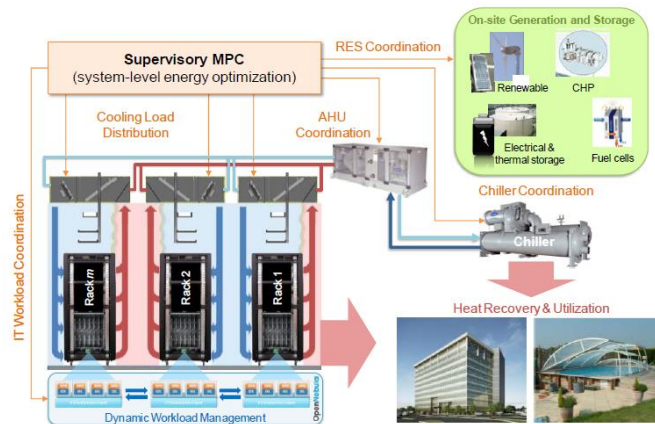 On-site Generation and Storage
RES Coordination
Supervisory MPC
(system-level energy optimization)
Renewable
CHP
Cooling Load
Distribution
AHU
Coordination
Electrical &
thermal storage
Fuel cells
Chiller Coordination
Chiller
IT Workload Coordination
Rack m
Rack 2
Rack 1
Heat Recovery & Utilization
OpenNebula
Dynamic Workload Management